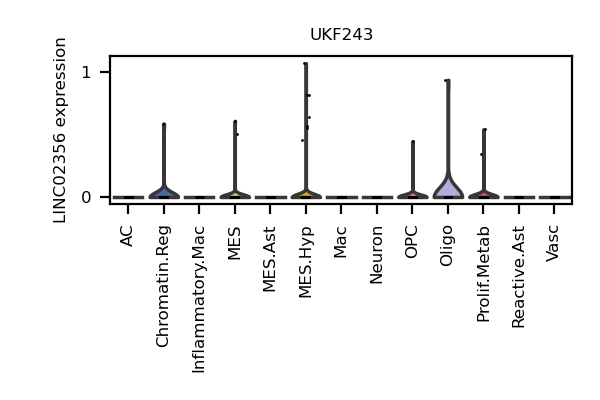 UKF243
LINC02356 expression
1
0
AC
Chromatin.Reg
Inflammatory.Mac
MES
MES.Ast
MES.Hyp
Mac
Neuron
OPC
Oligo
Prolif.Metab
Reactive.Ast
Vasc